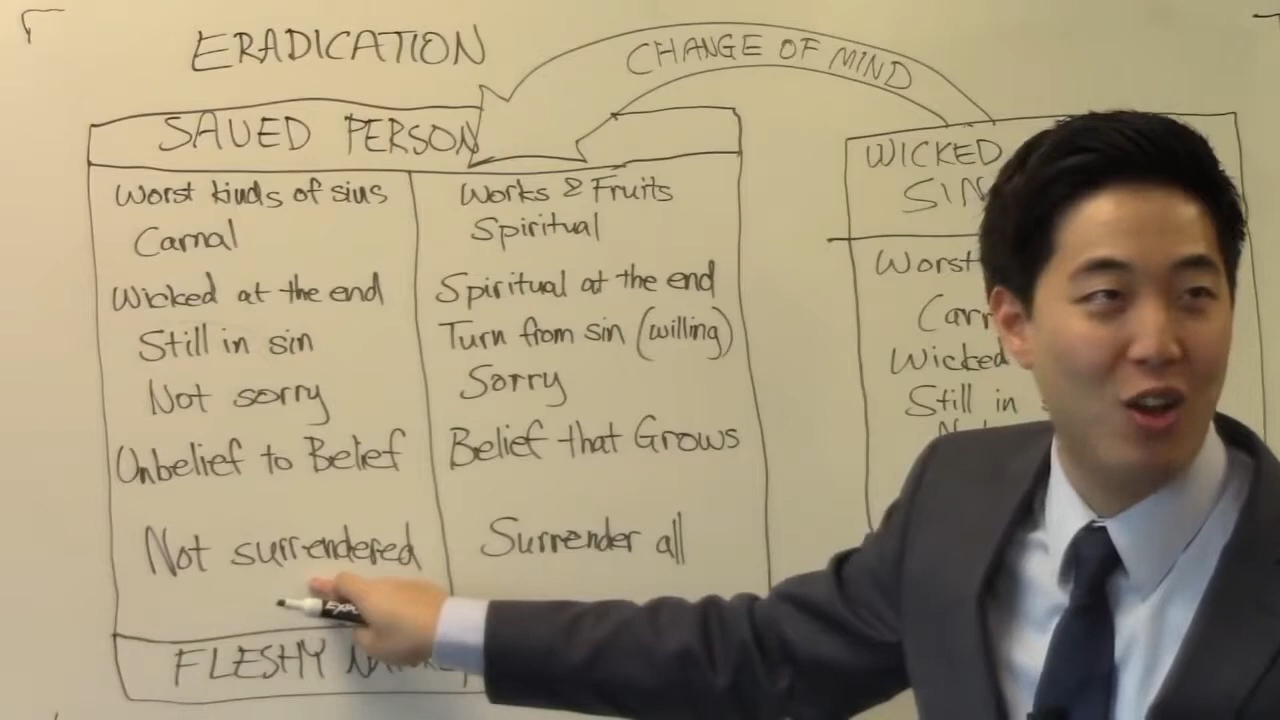 ERADICATION
CHANGE OF MIND
SAVED PERSON
Worst kinds of sins
Carnal
Wicked at the end
Still in sin
Not sorry
Unbelief to Belief
Not surrendered
Works & Fruits
Spiritual
Spiritual at the end
Turn from sin (willing)
Sorry
Belief that Grows
Surrender all
FLESHY
WICKED
SIN
Worst
Carn
Wicked
Still in
EXPO